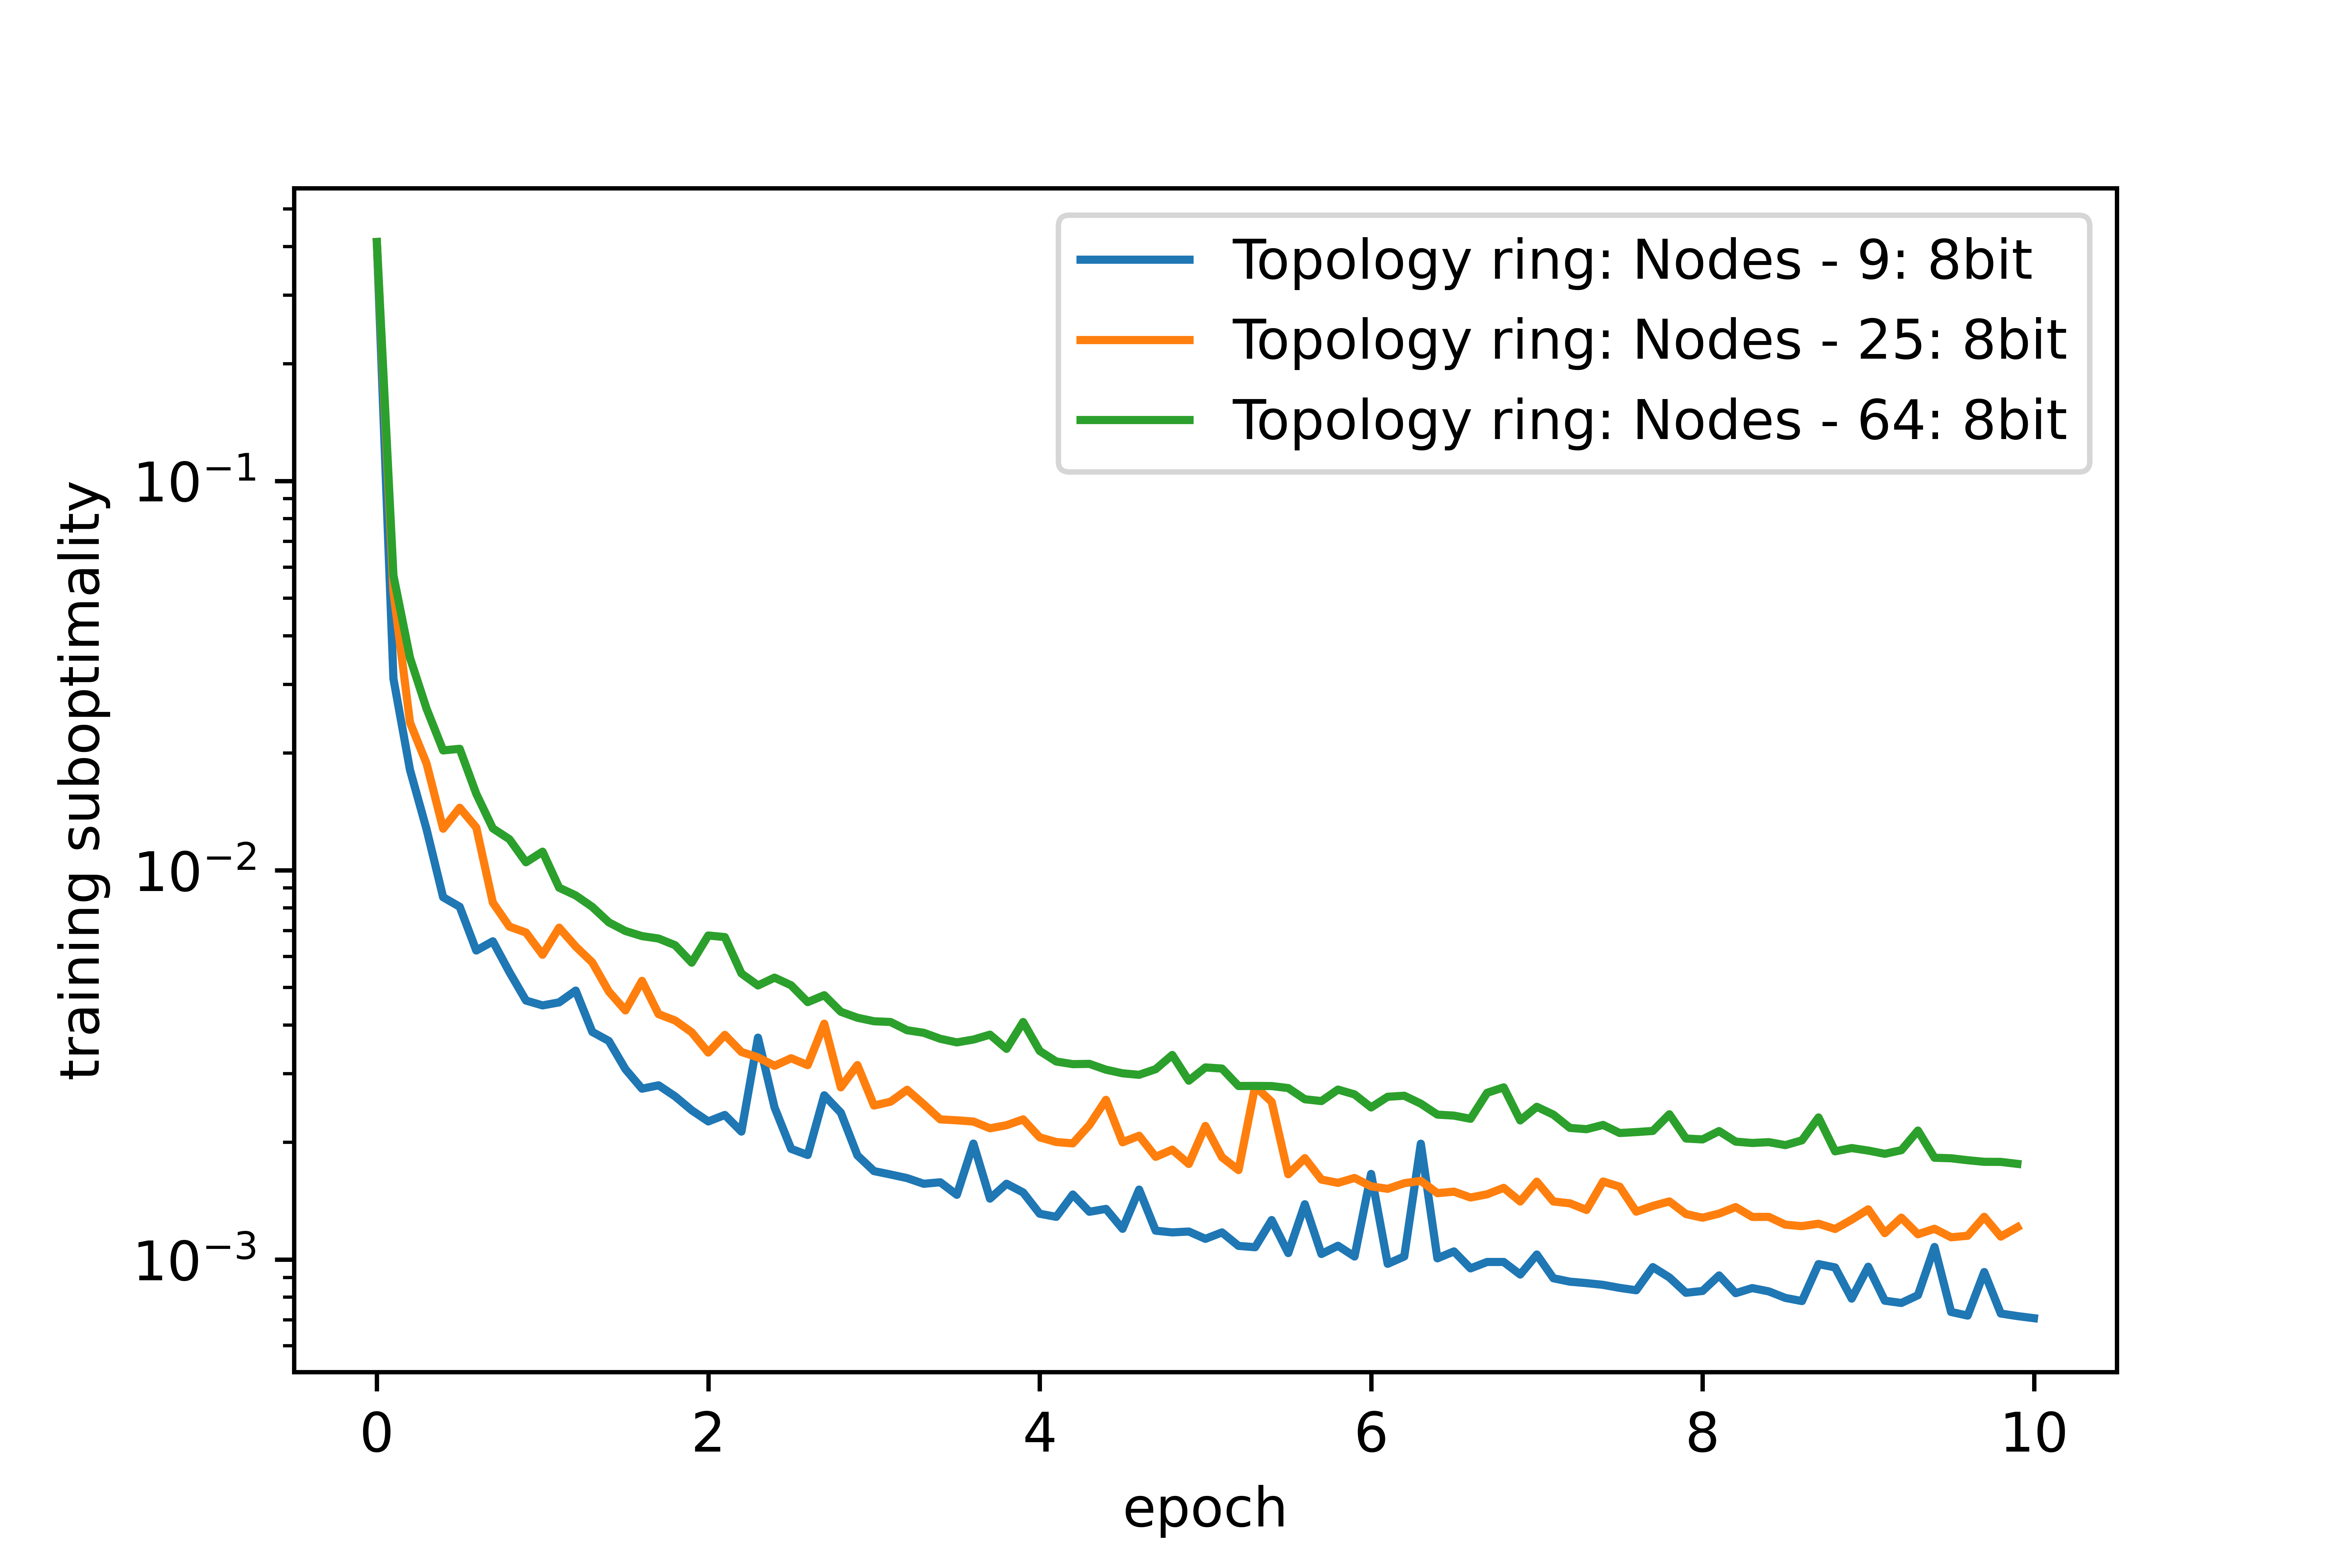 Topology ring: Nodes - 9: 8bit
Topology ring: Nodes - 25: 8bit
Topology ring: Nodes - 64: 8bit
training suboptimality
10⁻¹
10⁻²
10⁻³
0 2 4 6 8 10
epoch